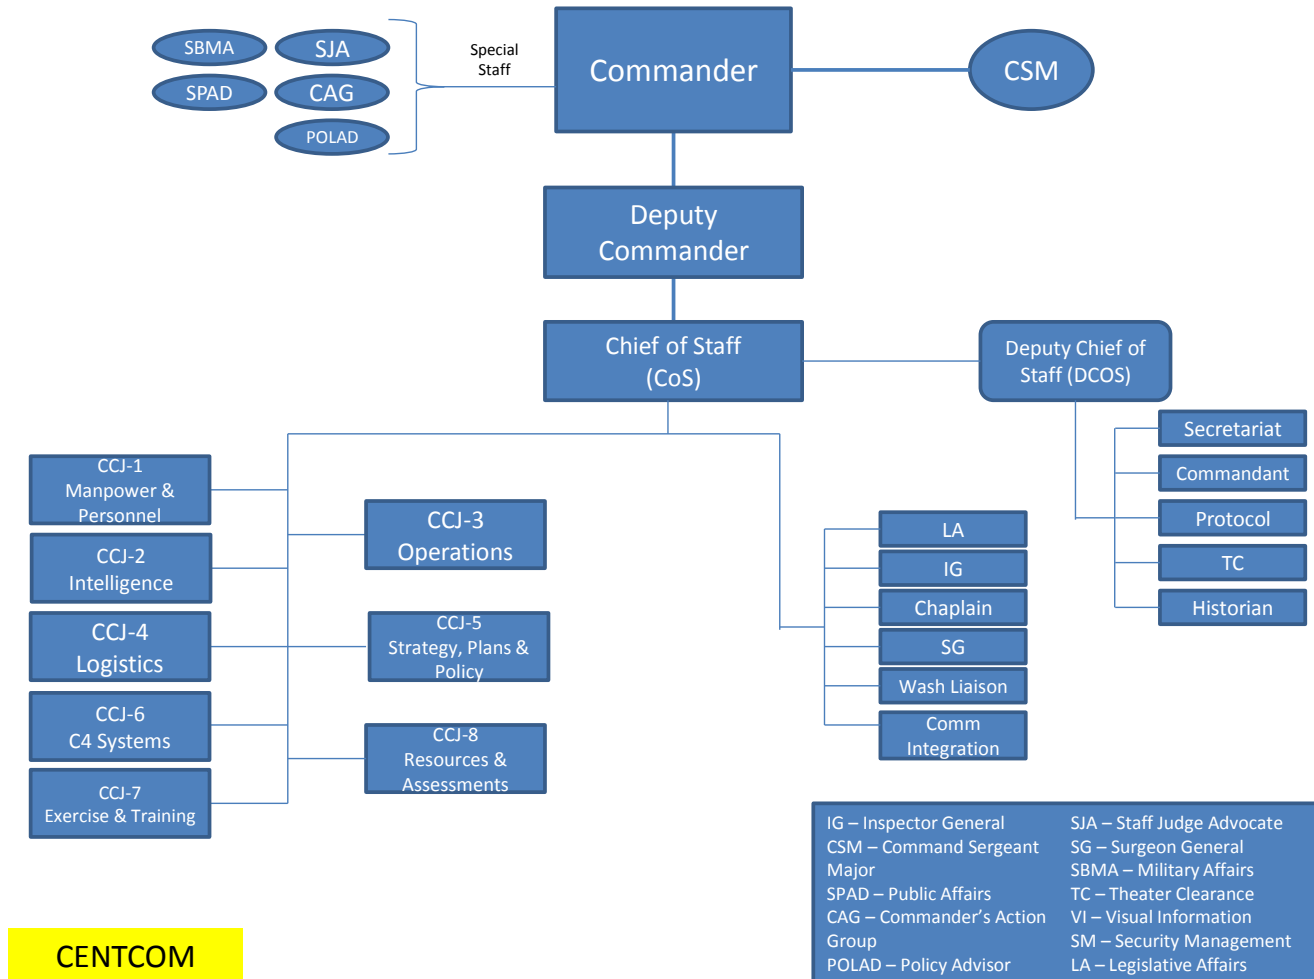 SBMA
SJA
Special
Staff
Commander
CSM
SPAD
CAG
POLAD
Deputy
Commander
Chief of Staff
(CoS)
Deputy Chief of
Staff (DCOS)
Secretariat
Commandant
Protocol
TC
Historian
CCJ-1
Manpower &
Personnel
CCJ-2
Intelligence
CCJ-4
Logistics
CCJ-6
C4 Systems
CCJ-7
Exercise & Training
CCJ-3
Operations
CCJ-5
Strategy, Plans &
Policy
CCJ-8
Resources &
Assessments
LA
IG
Chaplain
SG
Wash Liaison
Comm
Integration
IG – Inspector General
CSM – Command Sergeant
Major
SPAD – Public Affairs
CAG – Commander’s Action
Group
POLAD – Policy Advisor
SJA – Staff Judge Advocate
SG – Surgeon General
SBMA – Military Affairs
TC – Theater Clearance
VI – Visual Information
SM – Security Management
LA – Legislative Affairs
CENTCOM